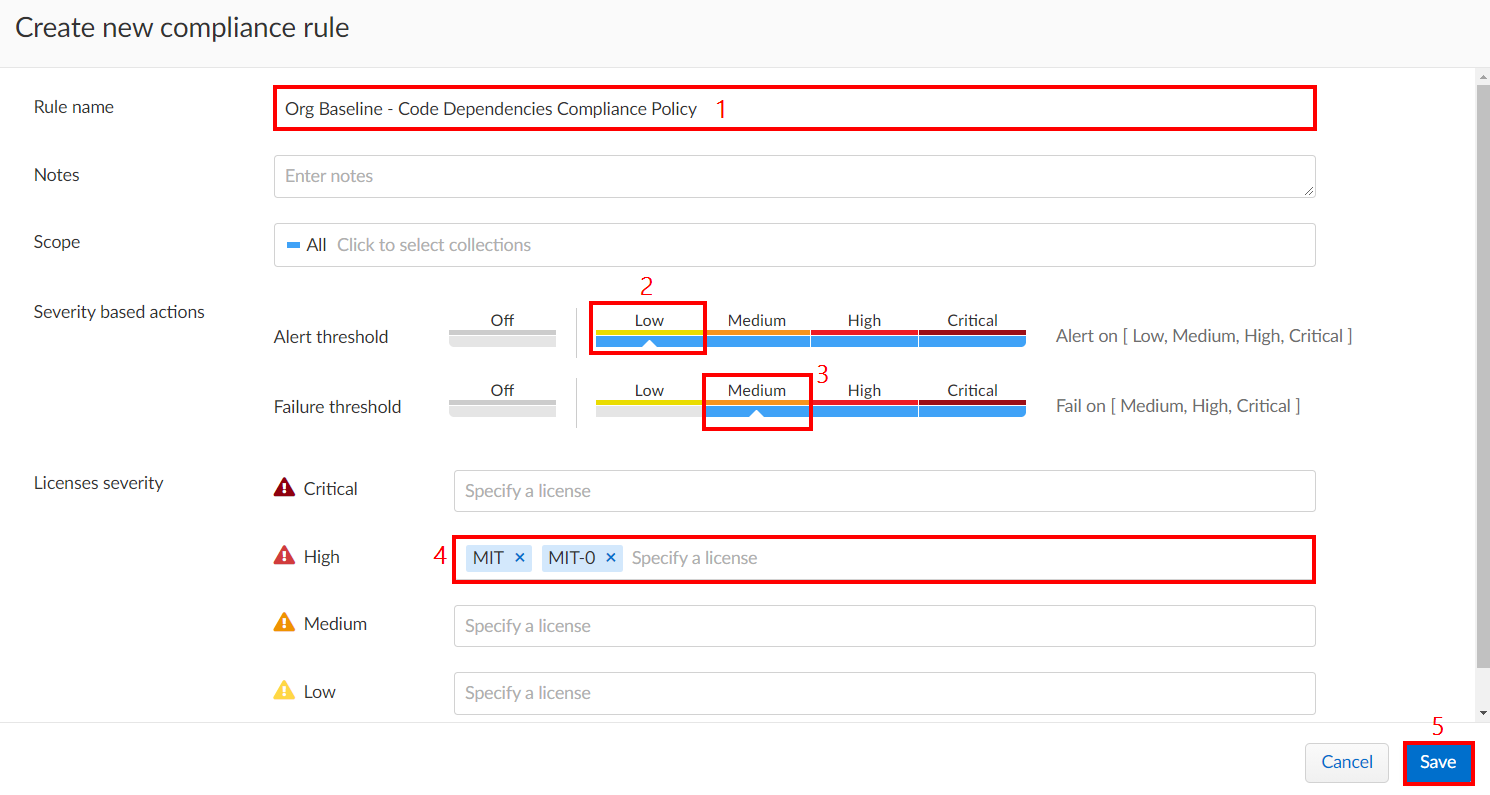 Create new compliance rule
Rule name
Org Baseline - Code Dependencies Compliance Policy 1
Notes
Enter notes
Scope
All Click to select collections
2
Severity based actions
Off Low Medium High Critical
Alert threshold
Alert on [ Low, Medium, High, Critical ]
3
Off Low Medium High Critical
Failure threshold
Fail on [ Medium, High, Critical ]
Licenses severity
Critical
Specify a license
4
High
MIT × MIT-0 × Specify a license
Medium
Specify a license
Low
Specify a license
5
Cancel
Save